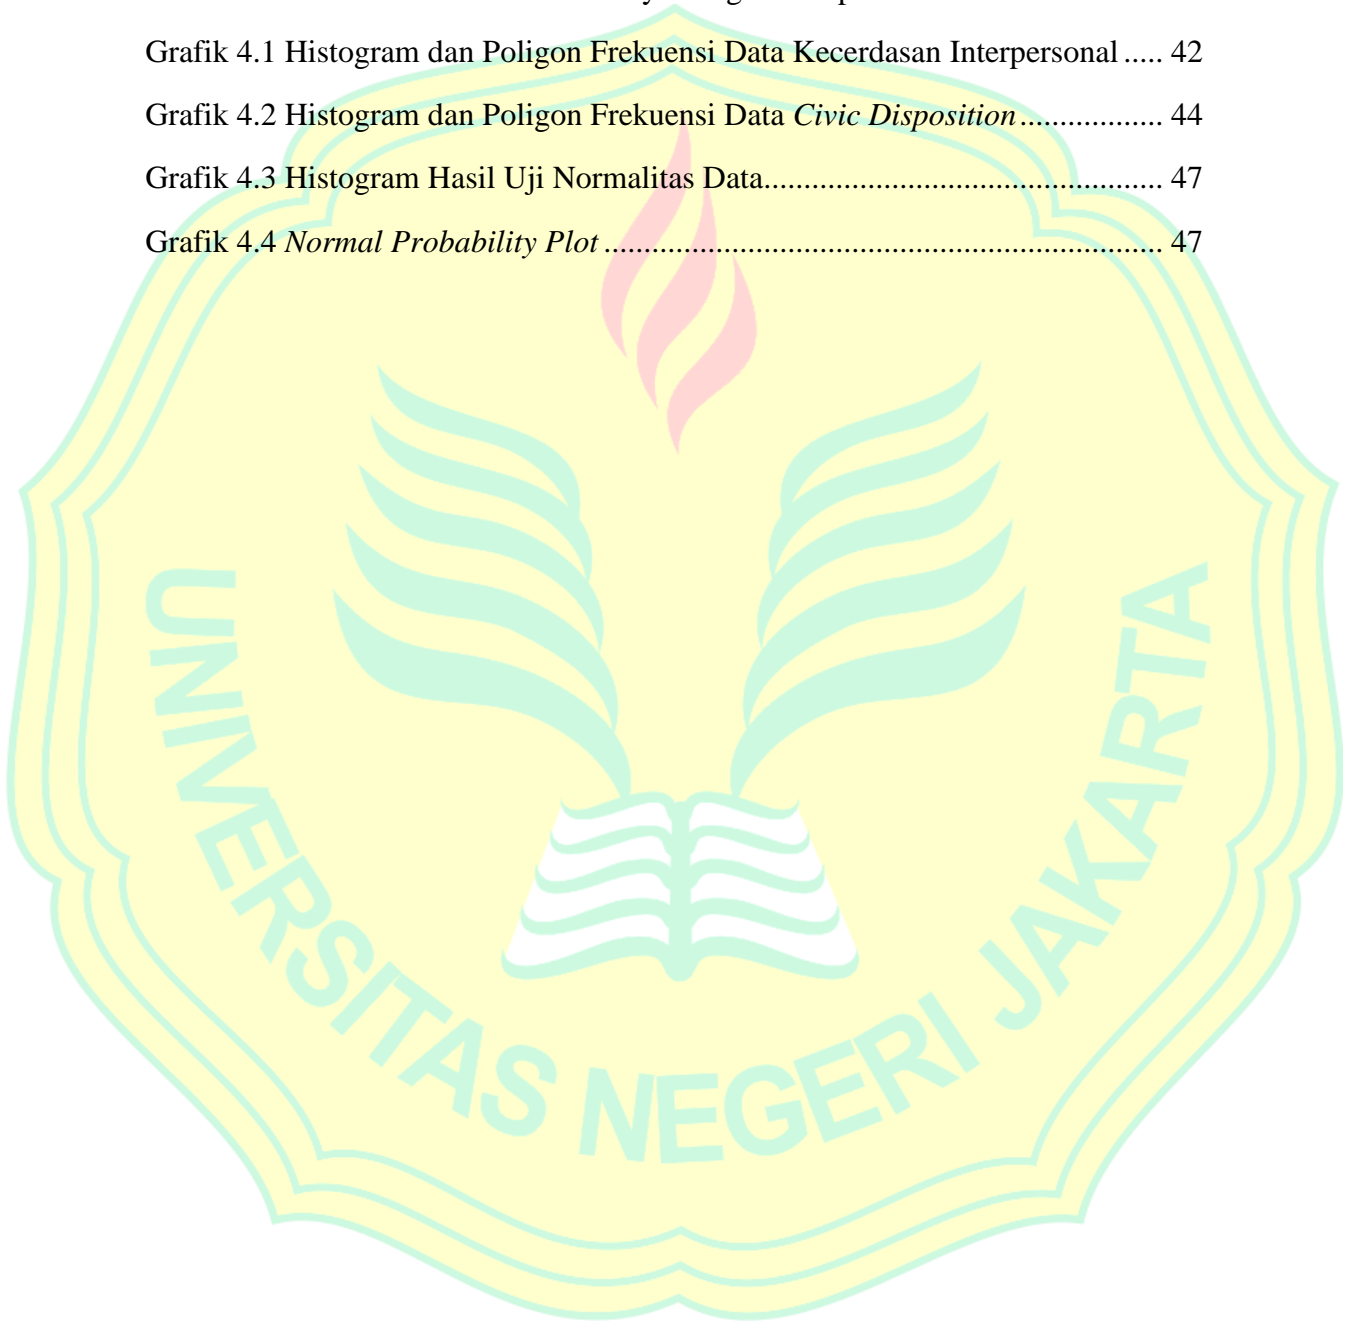 Grafik 4.1 Histogram dan Poligon Frekuensi Data Kecerdasan Interpersonal ..... 42
Grafik 4.2 Histogram dan Poligon Frekuensi Data Civic Disposition .................. 44
Grafik 4.3 Histogram Hasil Uji Normalitas Data.................................................. 47
Grafik 4.4 Normal Probability Plot ...................................................................... 47
UNIVERSITAS NEGERI JAKARTA